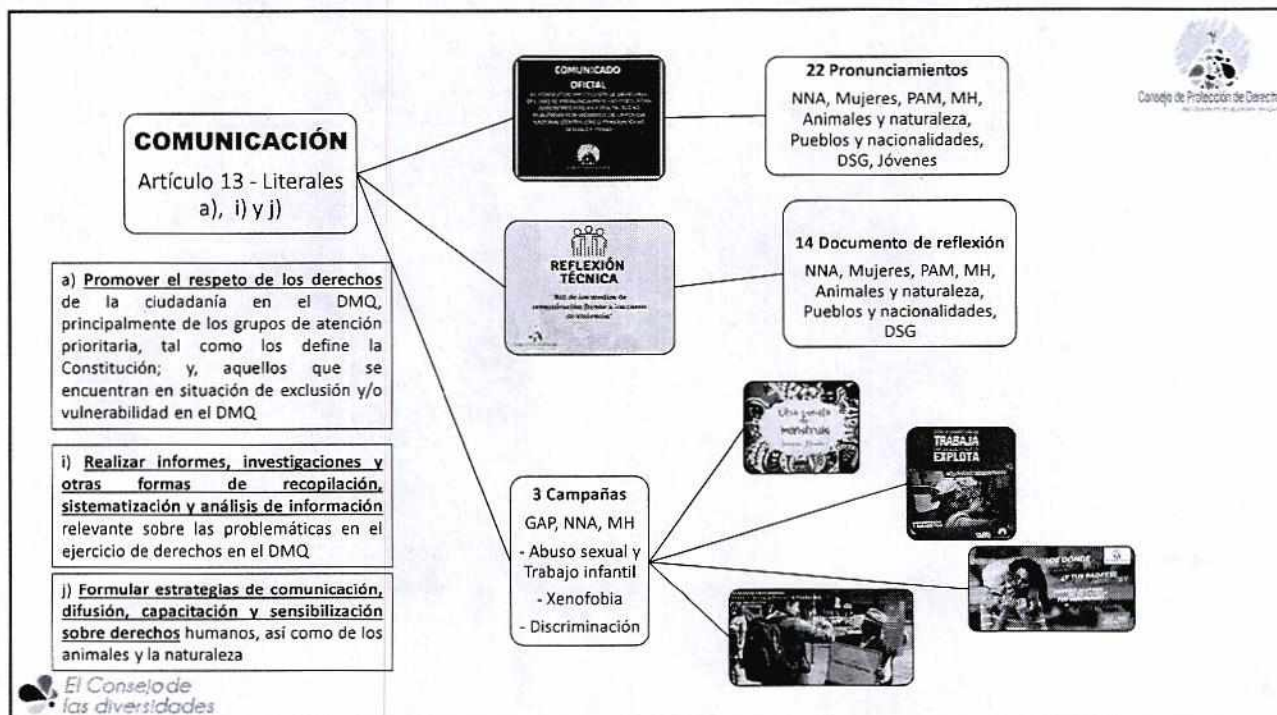 COMUNICACIÓN
Artículo 13 - Literales
a), i) y j)
a) Promover el respeto de los derechos
de la ciudadanía en el DMQ,
principalmente de los grupos de atención
prioritaria, tal como los define la
Constitución; y, aquellos que se
encuentran en situación de exclusión y/o
vulnerabilidad en el DMQ
i) Realizar informes, investigaciones y
otras formas de recopilación,
sistematización y análisis de información
relevante sobre las problemáticas en el
ejercicio de derechos en el DMQ
j) Formular estrategias de comunicación,
difusión, capacitación y sensibilización
sobre derechos humanos, así como de los
animales y la naturaleza
El Consejo de
las diversidades
COMUNICADO
OFICIAL
22 Pronunciamientos
NNA, Mujeres, PAM, MH,
Animales y naturaleza,
Pueblos y nacionalidades,
DSG, Jóvenes
Consejo de Protección de Derech
REFLEXIÓN
TÉCNICA
14 Documento de reflexión
NNA, Mujeres, PAM, MH,
Animales y naturaleza,
Pueblos y nacionalidades,
DSG
3 Campañas
GAP, NNA, MH
- Abuso sexual y
Trabajo infantil
- Xenofobia
- Discriminación
TRABAJA
EXPLOTA